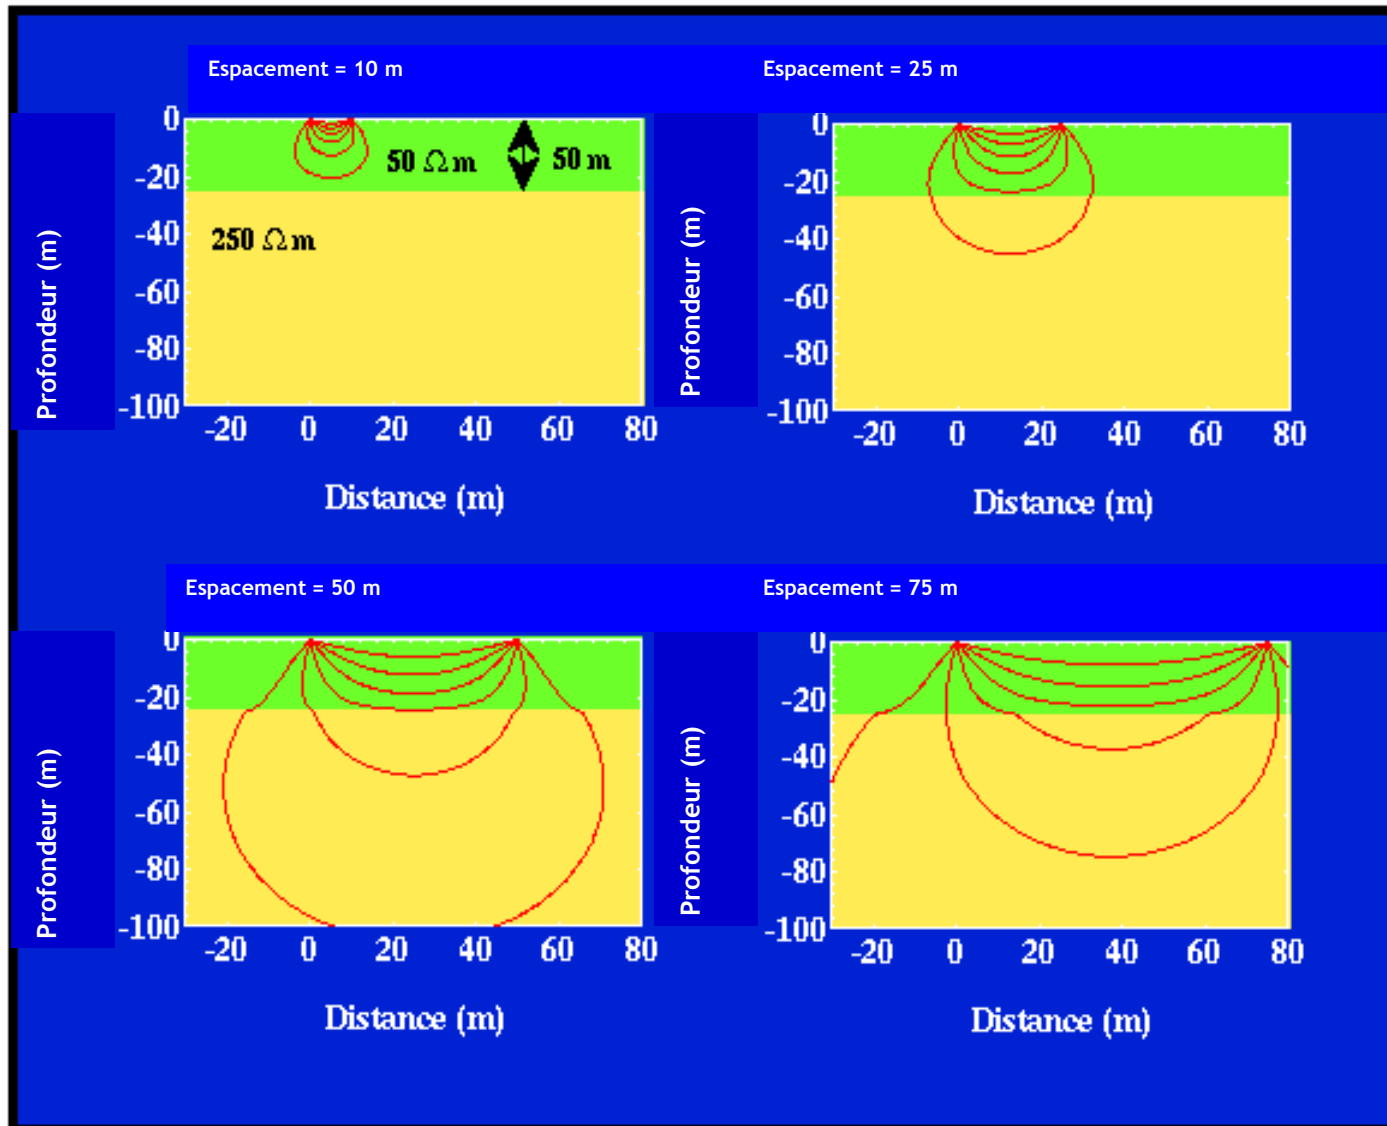 Espacement = 10 m
Profondeur (m)
0
-20
-40
-60
-80
-100
50 Ω m
50 m
250 Ω m
-20 0 20 40 60 80
Distance (m)
Espacement = 25 m
Profondeur (m)
0
-20
-40
-60
-80
-100
-20 0 20 40 60 80
Distance (m)
Espacement = 50 m
Profondeur (m)
0
-20
-40
-60
-80
-100
-20 0 20 40 60 80
Distance (m)
Espacement = 75 m
Profondeur (m)
0
-20
-40
-60
-80
-100
-20 0 20 40 60 80
Distance (m)